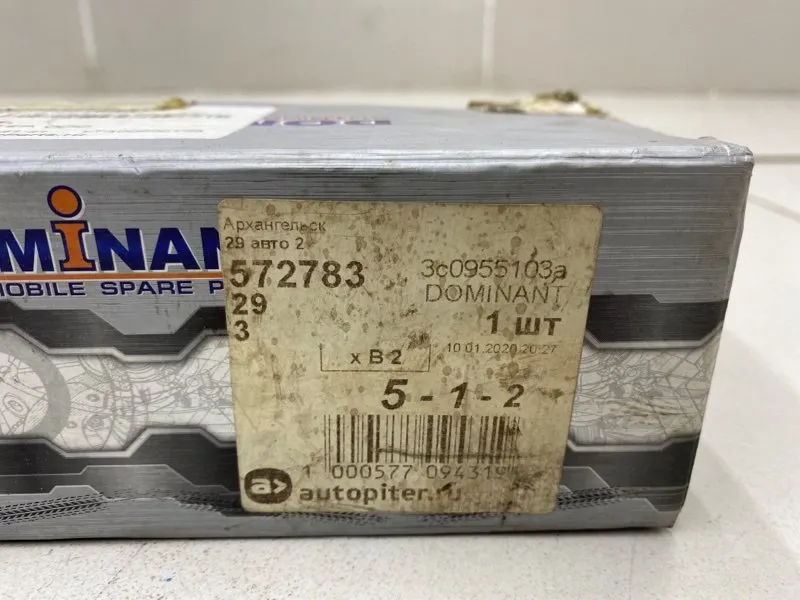 MINAN
MOBILE SPARE P
Архангельск
29 авто 2
572783
3c0955103a
DOMINANT
29
1 шт
3
10.01.2020 20:27
x B 2
5 - 1 - 2
1 000577 09431
autopiter.ru